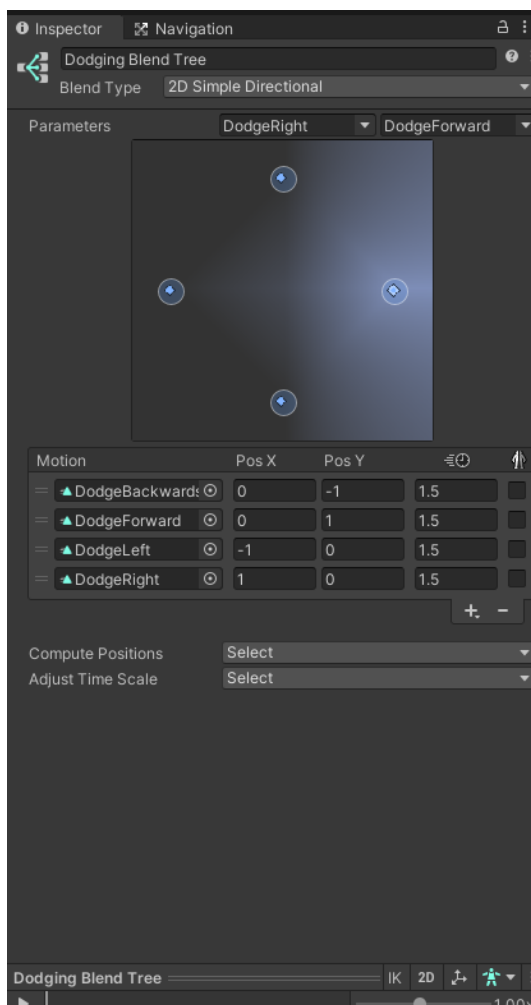 Inspector Navigation
Dodging Blend Tree
Blend Type 2D Simple Directional
Parameters DodgeRight DodgeForward
Motion Pos X Pos Y
DodgeBackwards 0 -1 1.5
DodgeForward 0 1 1.5
DodgeLeft -1 0 1.5
DodgeRight 1 0 1.5
Compute Positions Select
Adjust Time Scale Select
Dodging Blend Tree IK 2D
1.00